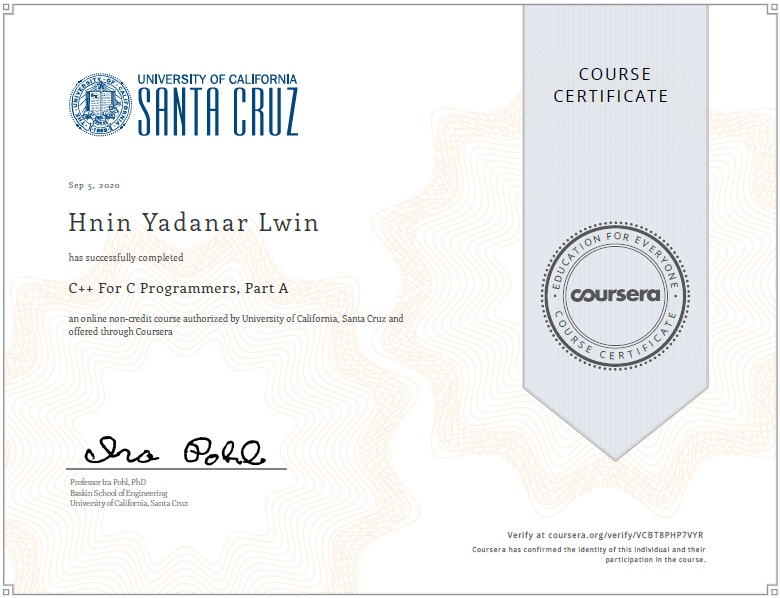 UNIVERSITY OF CALIFORNIA
SANTA CRUZ
COURSE
CERTIFICATE
Sep 5, 2020
Hnin Yadanar Lwin
has successfully completed
C++ For C Programmers, Part A
an online non-credit course authorized by University of California, Santa Cruz and
offered through Coursera
EDUCATION FOR EVERYONE
coursera
COURSE CERTIFICATE
Ira Pohl
Professor Ira Pohl, PhD
Baskin School of Engineering
University of California, Santa Cruz
Verify at coursera.org/verify/VCBT8PHP7VYR
Coursera has confirmed the identity of this individual and their
participation in the course.